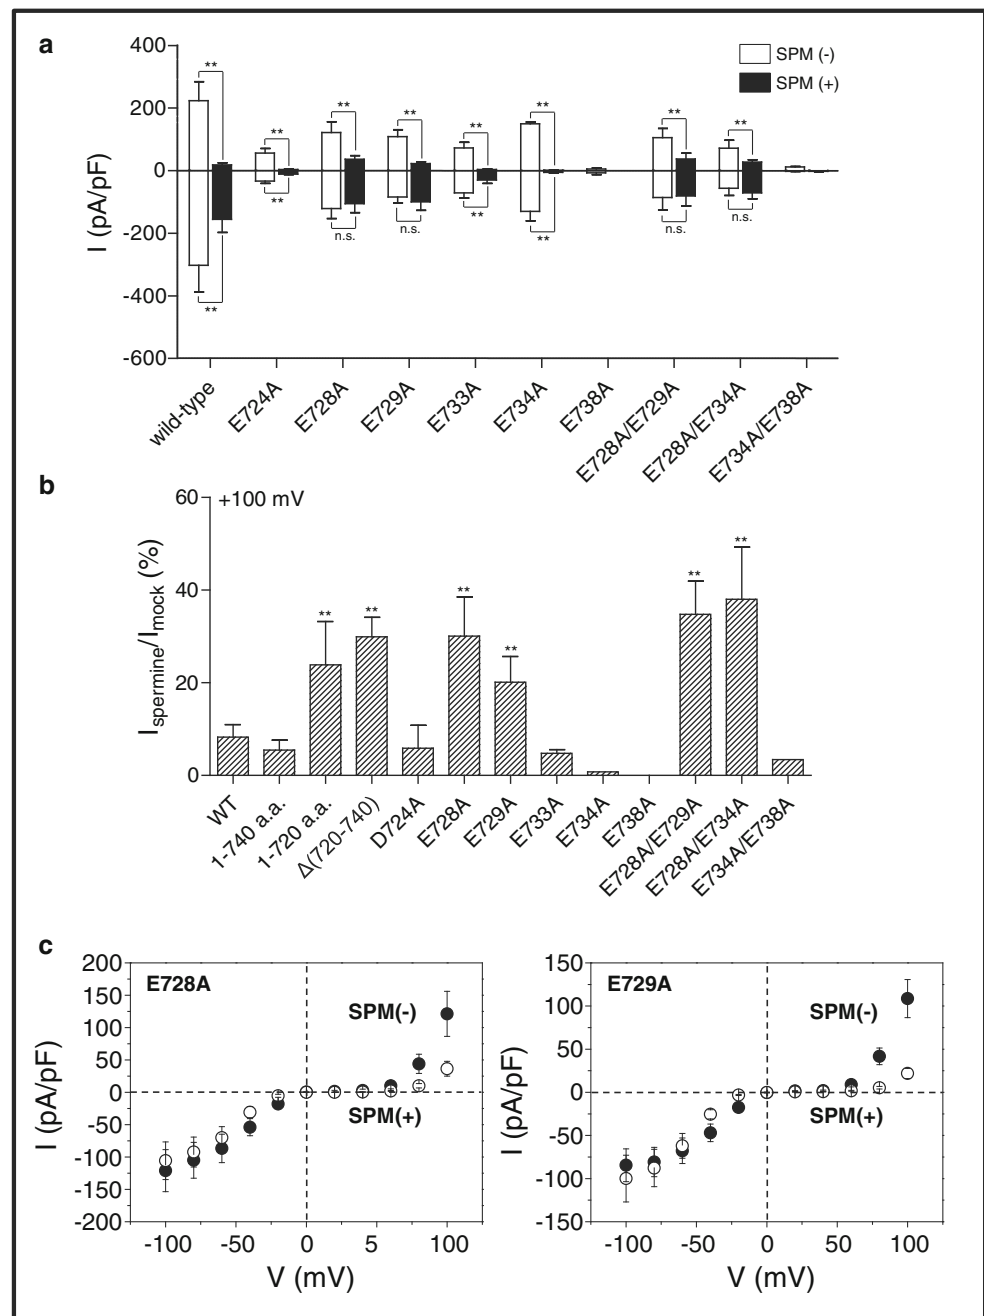 a
400
200
0
-200
-400
-600
I (pA/pF)
SPM (-)
SPM (+)
**
**
**
**
**
n.s.
**
n.s.
**
**
**
**
**
n.s.
**
n.s.
wild-type
E724A
E728A
E729A
E733A
E734A
E738A
E728A/E729A
E728A/E734A
E734A/E738A
b
60
40
20
0
+100 mV
Ispermine/Imock (%)
**
**
**
**
**
**
WT
1-740 a.a.
1-720 a.a.
Δ(720-740)
D724A
E728A
E729A
E733A
E734A
E738A
E728A/E729A
E728A/E734A
E734A/E738A
c
200
150
100
50
0
-50
-100
-150
-200
I (pA/pF)
E728A
SPM(-)
SPM(+)
-100
-50
0
5
100
V (mV)
150
100
50
0
-50
-100
-150
I (pA/pF)
E729A
SPM(-)
SPM(+)
-100
-50
0
50
100
V (mV)